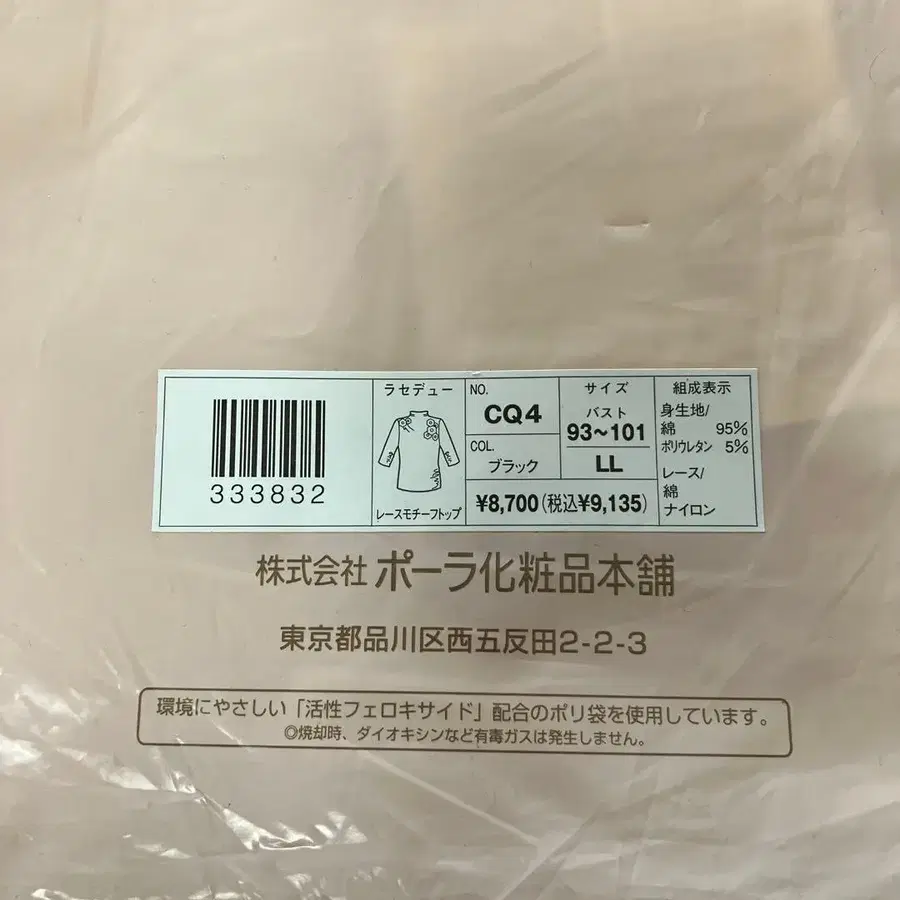 333832
ラセデュー
レースモチーフトップ
NO.
CQ4
COL.
ブラック
サイズ
バスト
93~101
LL
¥8,700(税込¥9,135)
組成表示
身生地/
綿 95%
ポリウレタン 5%
レース/
綿
ナイロン
株式会社 ポーラ化粧品本舗
東京都品川区西五反田2-2-3
環境にやさしい「活性フェロキサイド」配合のポリ袋を使用しています。
◎焼却時、ダイオキシンなど有毒ガスは発生しません。